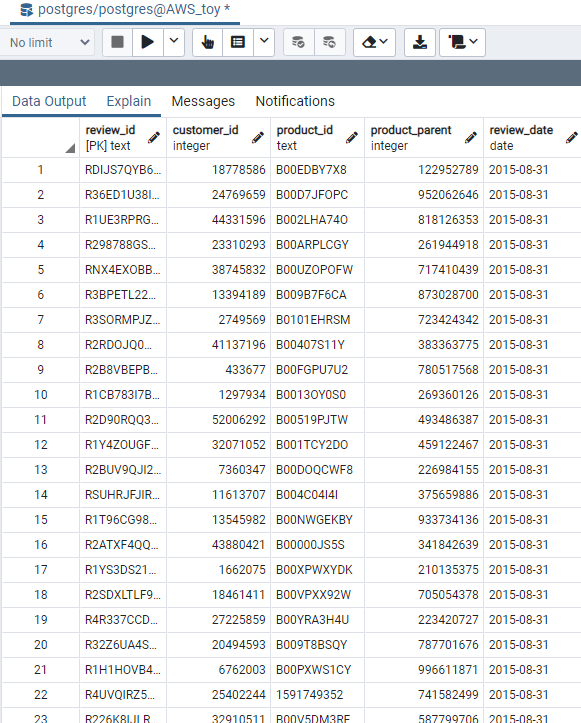 postgres/postgres@AWS_toy *
No limit
Data Output Explain Messages Notifications
review_id customer_id product_id product_parent review_date
[PK] text integer text integer date
1 RDIJS7QYB6... 18778586 B00EDBY7X8 122952789 2015-08-31
2 R36ED1U38I... 24769659 B00D7JFOPC 952062646 2015-08-31
3 R1UE3RPRG... 44331596 B002LHA74O 818126353 2015-08-31
4 R298788GS... 23310293 B00ARPLCGY 261944918 2015-08-31
5 RNX4EXOBB... 38745832 B00UZOPOFW 717410439 2015-08-31
6 R3BPETL22... 13394189 B009B7F6CA 873028700 2015-08-31
7 R3SORMPJZ... 2749569 B0101EHRSM 723424342 2015-08-31
8 R2RDOJQ0... 41137196 B00407S11Y 383363775 2015-08-31
9 R2B8VBEPB... 433677 B00FGPU7U2 780517568 2015-08-31
10 R1CB783I7B... 1297934 B0013OY0S0 269360126 2015-08-31
11 R2D90RQQ3... 52006292 B00519PJTW 493486387 2015-08-31
12 R1Y4ZOUGF... 32071052 B001TCY2DO 459122467 2015-08-31
13 R2BUV9QJI2... 7360347 B00DOQCWF8 226984155 2015-08-31
14 RSUHRJFJIR... 11613707 B004C04I4I 375659886 2015-08-31
15 R1T96CG98... 13545982 B00NWGEKBY 933734136 2015-08-31
16 R2ATXF4QQ... 43880421 B00000JS5S 341842639 2015-08-31
17 R1YS3DS21... 1662075 B00XPWXYDK 210135375 2015-08-31
18 R2SDXLTLF9... 18461411 B00VPXX92W 705054378 2015-08-31
19 R4R337CCD... 27225859 B00YRA3H4U 223420727 2015-08-31
20 R32Z6UA4S... 20494593 B009T8BSQY 787701676 2015-08-31
21 R1H1HOVB4... 6762003 B00PXWS1CY 996611871 2015-08-31
22 R4UVQIRZ5... 25402244 1591749352 741582499 2015-08-31
23 R226K8IJLR... 32910511 B00V5DM3RE 587799706 2015-08-31